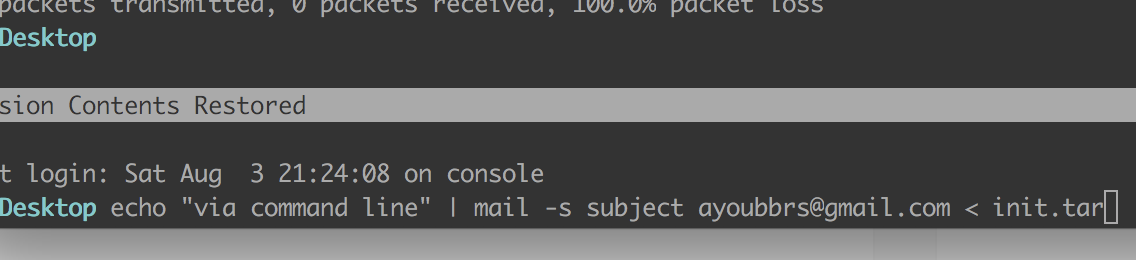 packets transmitted, 0 packets received, 100.0% packet loss
Desktop
sion Contents Restored
t login: Sat Aug  3 21:24:08 on console
Desktop echo "via command line" | mail -s subject ayoubbrs@gmail.com < init.tar